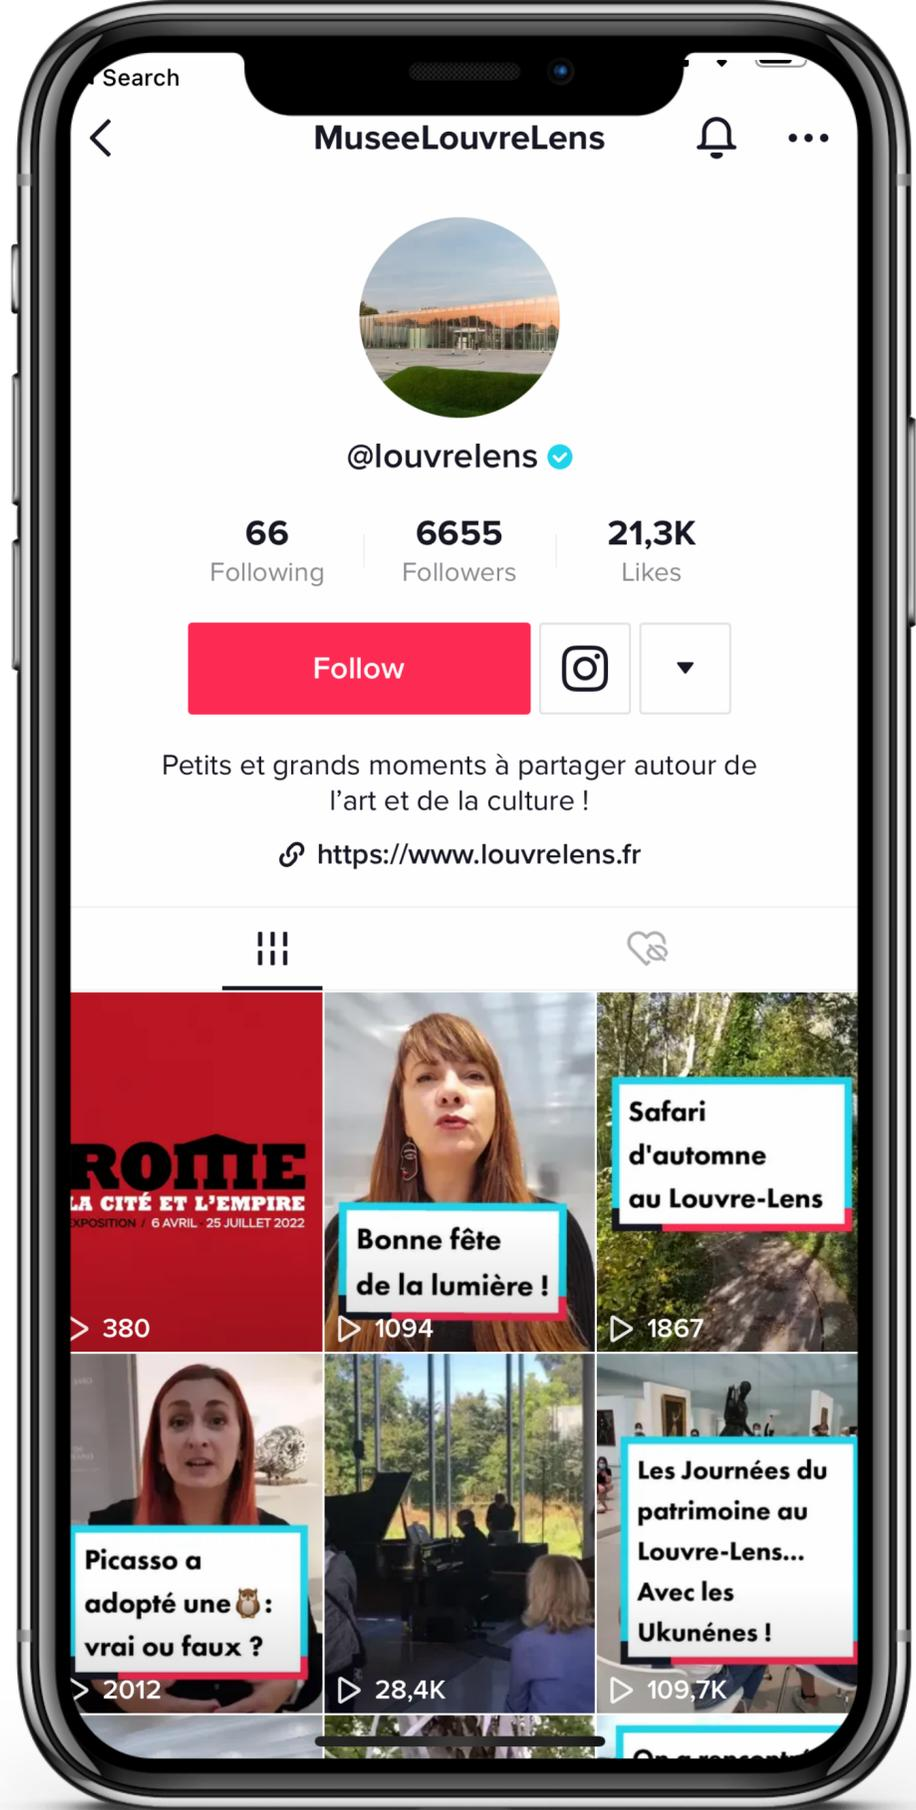 Search
MuseeLouvreLens
@louvrelens
66
Following
6655
Followers
21,3K
Likes
Follow
Petits et grands moments à partager autour de
l'art et de la culture !
https://www.louvrelens.fr
ROME
LA CITÉ ET L'EMPIRE
EXPOSITION / 6 AVRIL - 25 JUILLET 2022
380
Bonne fête
de la lumière !
1094
Safari
d'automne
au Louvre-Lens
1867
Picasso a
adopté une🦉:
vrai ou faux ?
2012
28,4K
Les Journées du
patrimoine au
Louvre-Lens...
Avec les
Ukunénes !
109,7K
On a rencontré